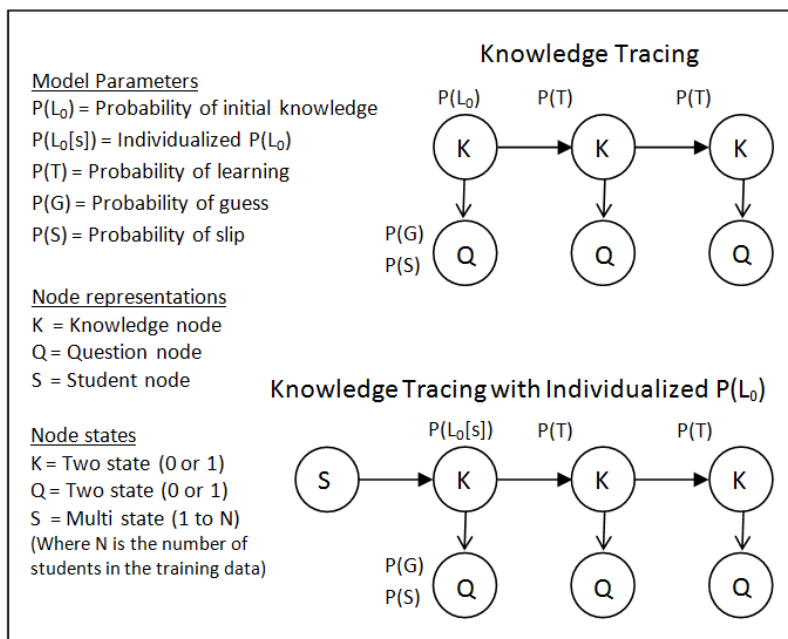 Model Parameters
P(L₀) = Probability of initial knowledge
P(L₀[s]) = Individualized P(L₀)
P(T) = Probability of learning
P(G) = Probability of guess
P(S) = Probability of slip
Node representations
K = Knowledge node
Q = Question node
S = Student node
Node states
K = Two state (0 or 1)
Q = Two state (0 or 1)
S = Multi state (1 to N)
(Where N is the number of
students in the training data)
Knowledge Tracing
P(L₀) P(T) P(T)
K K K
P(G)
P(S)
Q Q Q
Knowledge Tracing with Individualized P(L₀)
P(L₀[s]) P(T) P(T)
S K K K
P(G)
P(S)
Q Q Q